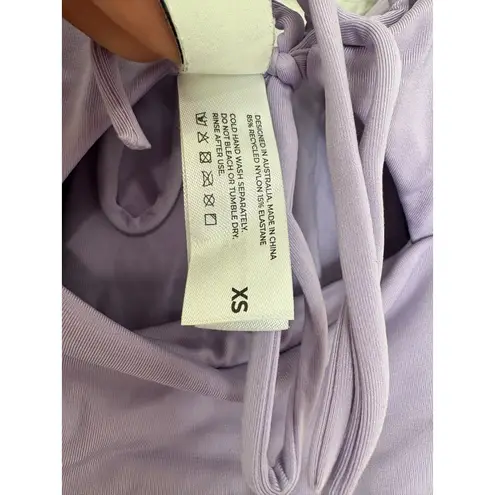 DESIGNED IN AUSTRALIA. MADE IN CHINA
85% RECYCLED NYLON 15% ELASTANE
COLD HAND WASH SEPARATELY.
DO NOT BLEACH OR TUMBLE DRY.
RINSE AFTER USE.
XS